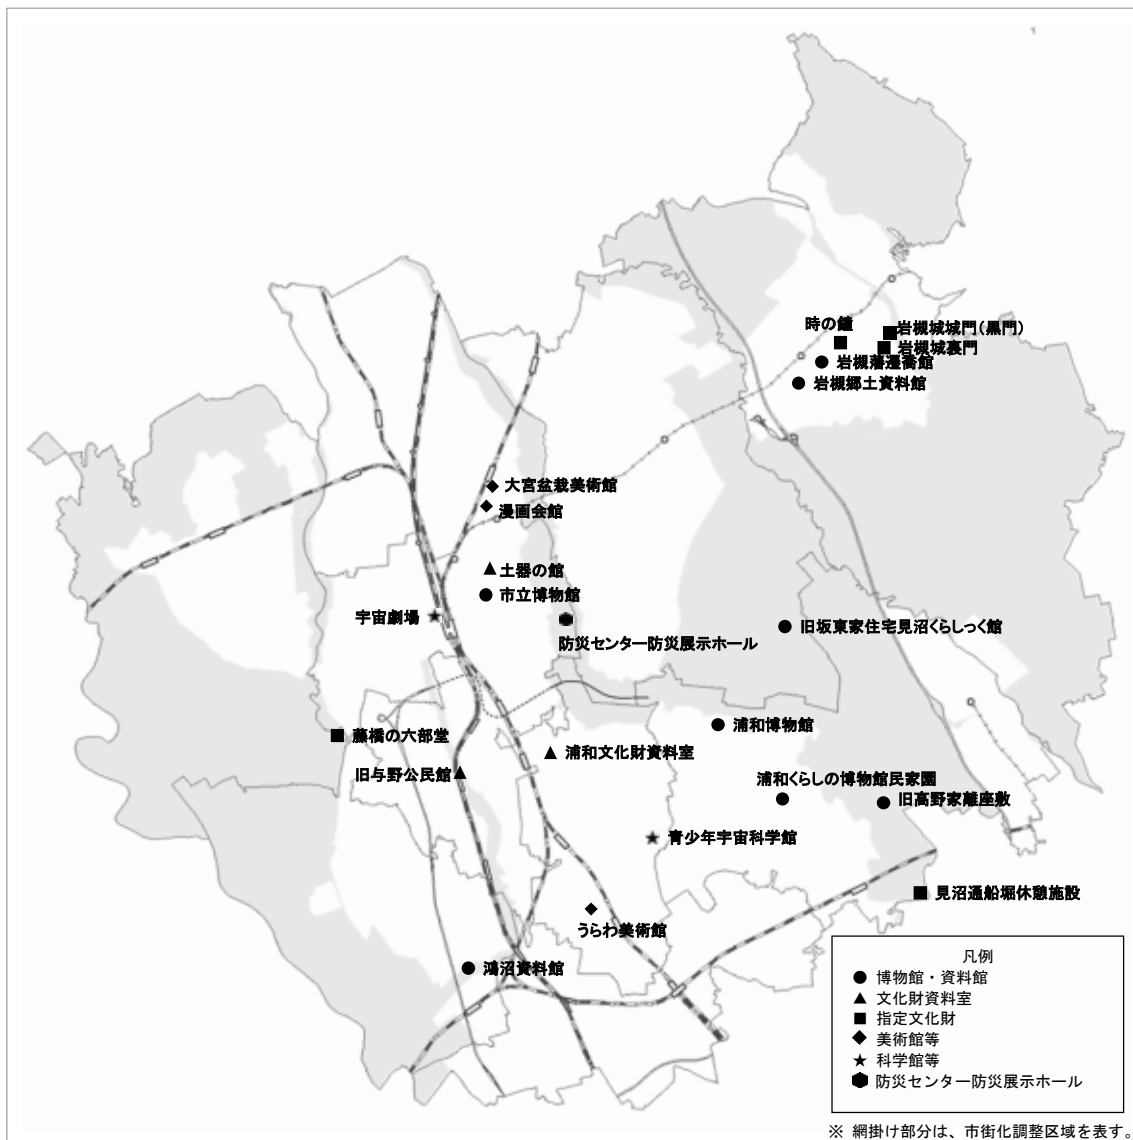 時の鐘
岩槻城城門(黒門)
岩槻城裏門
岩槻藩遷喬館
岩槻郷土資料館
大宮盆栽美術館
漫画会館
土器の館
市立博物館
宇宙劇場
防災センター防災展示ホール
旧坂東家住宅見沼くらしっく館
浦和博物館
藤橋の六部堂
浦和文化財資料室
旧与野公民館
浦和くらしの博物館民家園
旧高野家離座敷
青少年宇宙科学館
見沼通船堀休憩施設
うらわ美術館
鴻沼資料館
凡例
博物館・資料館
文化財資料室
指定文化財
美術館等
科学館等
防災センター防災展示ホール
※ 網掛け部分は、市街化調整区域を表す。